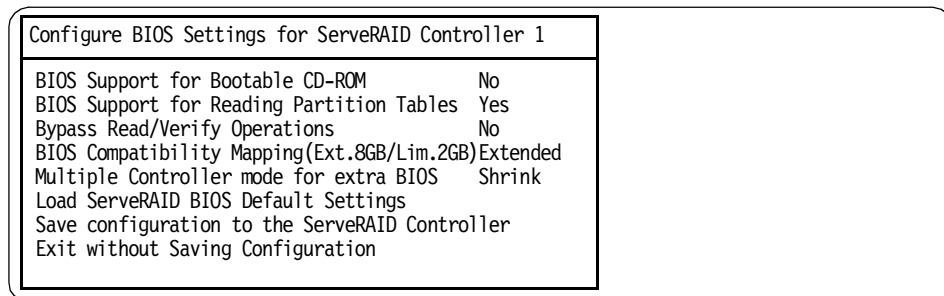 Configure BIOS Settings for ServeRAID Controller 1
BIOS Support for Bootable CD-ROM No
BIOS Support for Reading Partition Tables Yes
Bypass Read/Verify Operations No
BIOS Compatibility Mapping(Ext.8GB/Lim.2GB)Extended
Multiple Controller mode for extra BIOS Shrink
Load ServeRAID BIOS Default Settings
Save configuration to the ServeRAID Controller
Exit without Saving Configuration